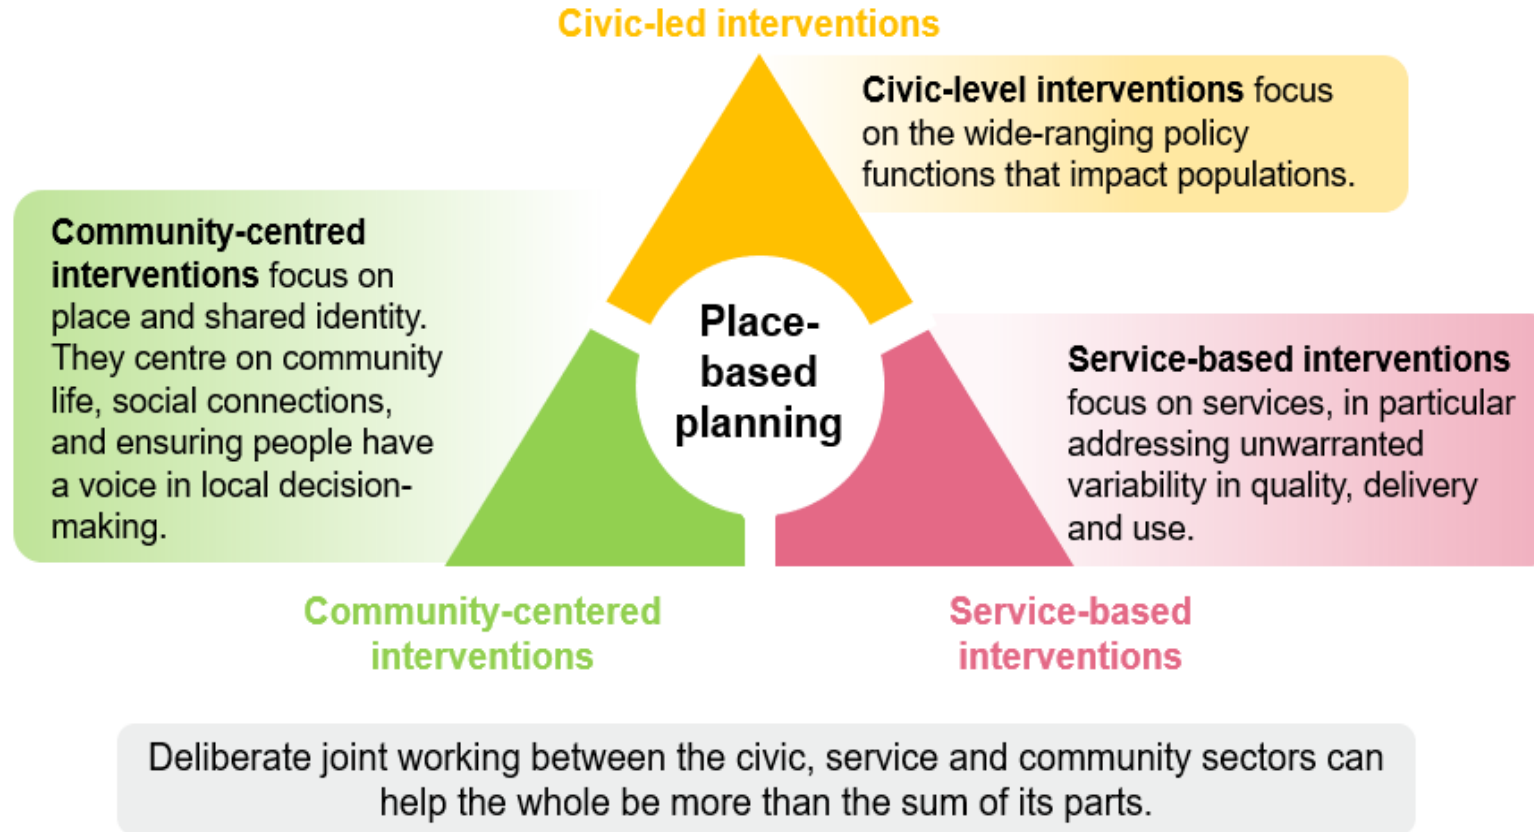 Civic-led interventions
Civic-level interventions focus
on the wide-ranging policy
functions that impact populations.
Community-centred
interventions focus on
place and shared identity.
They centre on community
life, social connections,
and ensuring people have
a voice in local decision-
making.
Place-
based
planning
Service-based interventions
focus on services, in particular
addressing unwarranted
variability in quality, delivery
and use.
Community-centered
interventions
Service-based
interventions
Deliberate joint working between the civic, service and community sectors can
help the whole be more than the sum of its parts.